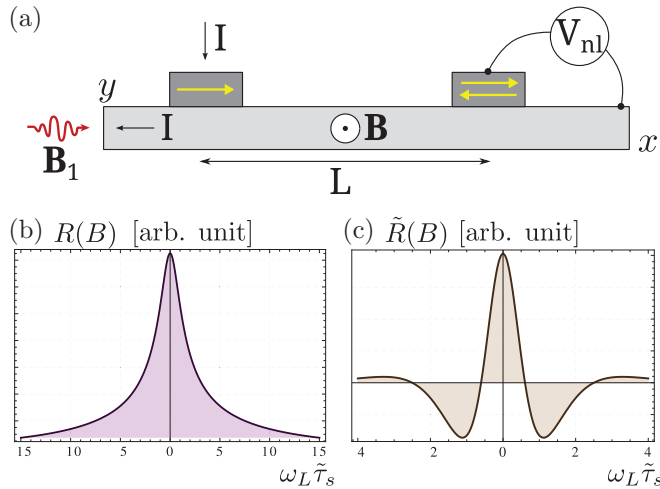 (a)
I
V_nl
y
B_1
I
B
x
L
(b) R(B) [arb. unit]
(c) R̃(B) [arb. unit]
15 10 5 0 5 10 15
4 2 0 2 4
ω_L τ̃_s
ω_L τ̃_s